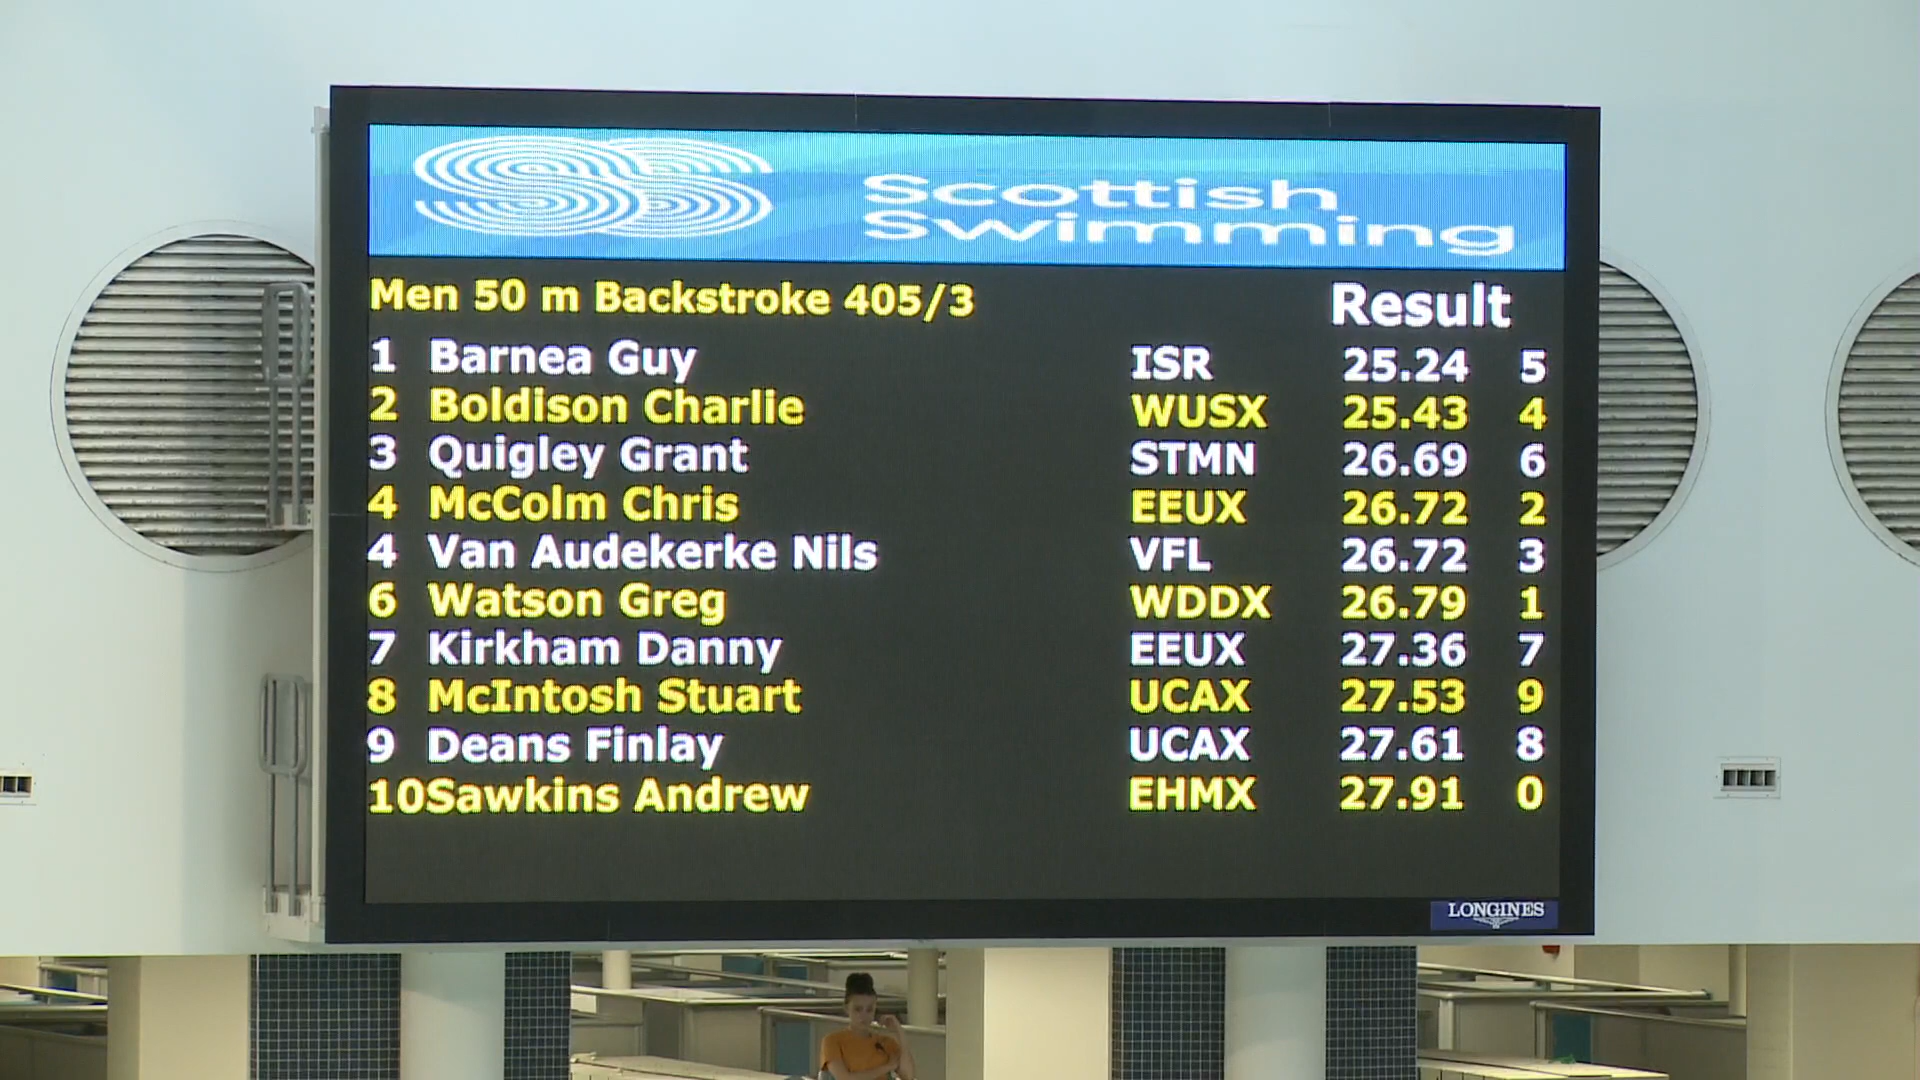 Scottish
Swimming
Men 50 m Backstroke 405/3 Result
1 Barnea Guy ISR 25.24 5
2 Boldison Charlie WUSX 25.43 4
3 Quigley Grant STMN 26.69 6
4 McColm Chris EEUX 26.72 2
4 Van Audekerke Nils VFL 26.72 3
6 Watson Greg WDDX 26.79 1
7 Kirkham Danny EEUX 27.36 7
8 McIntosh Stuart UCAX 27.53 9
9 Deans Finlay UCAX 27.61 8
10 Sawkins Andrew EHMX 27.91 0
LONGINES